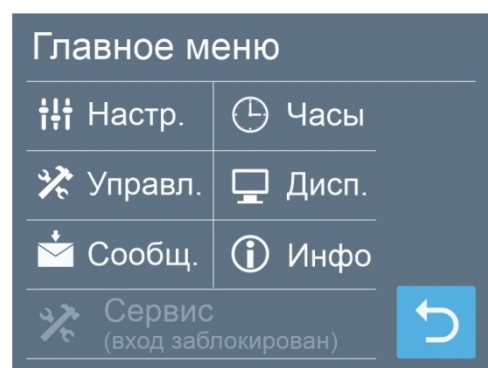 Главное меню
Настр. Часы
Управл. Дисп.
Сообщ. Инфо
Сервис
(вход заблокирован)